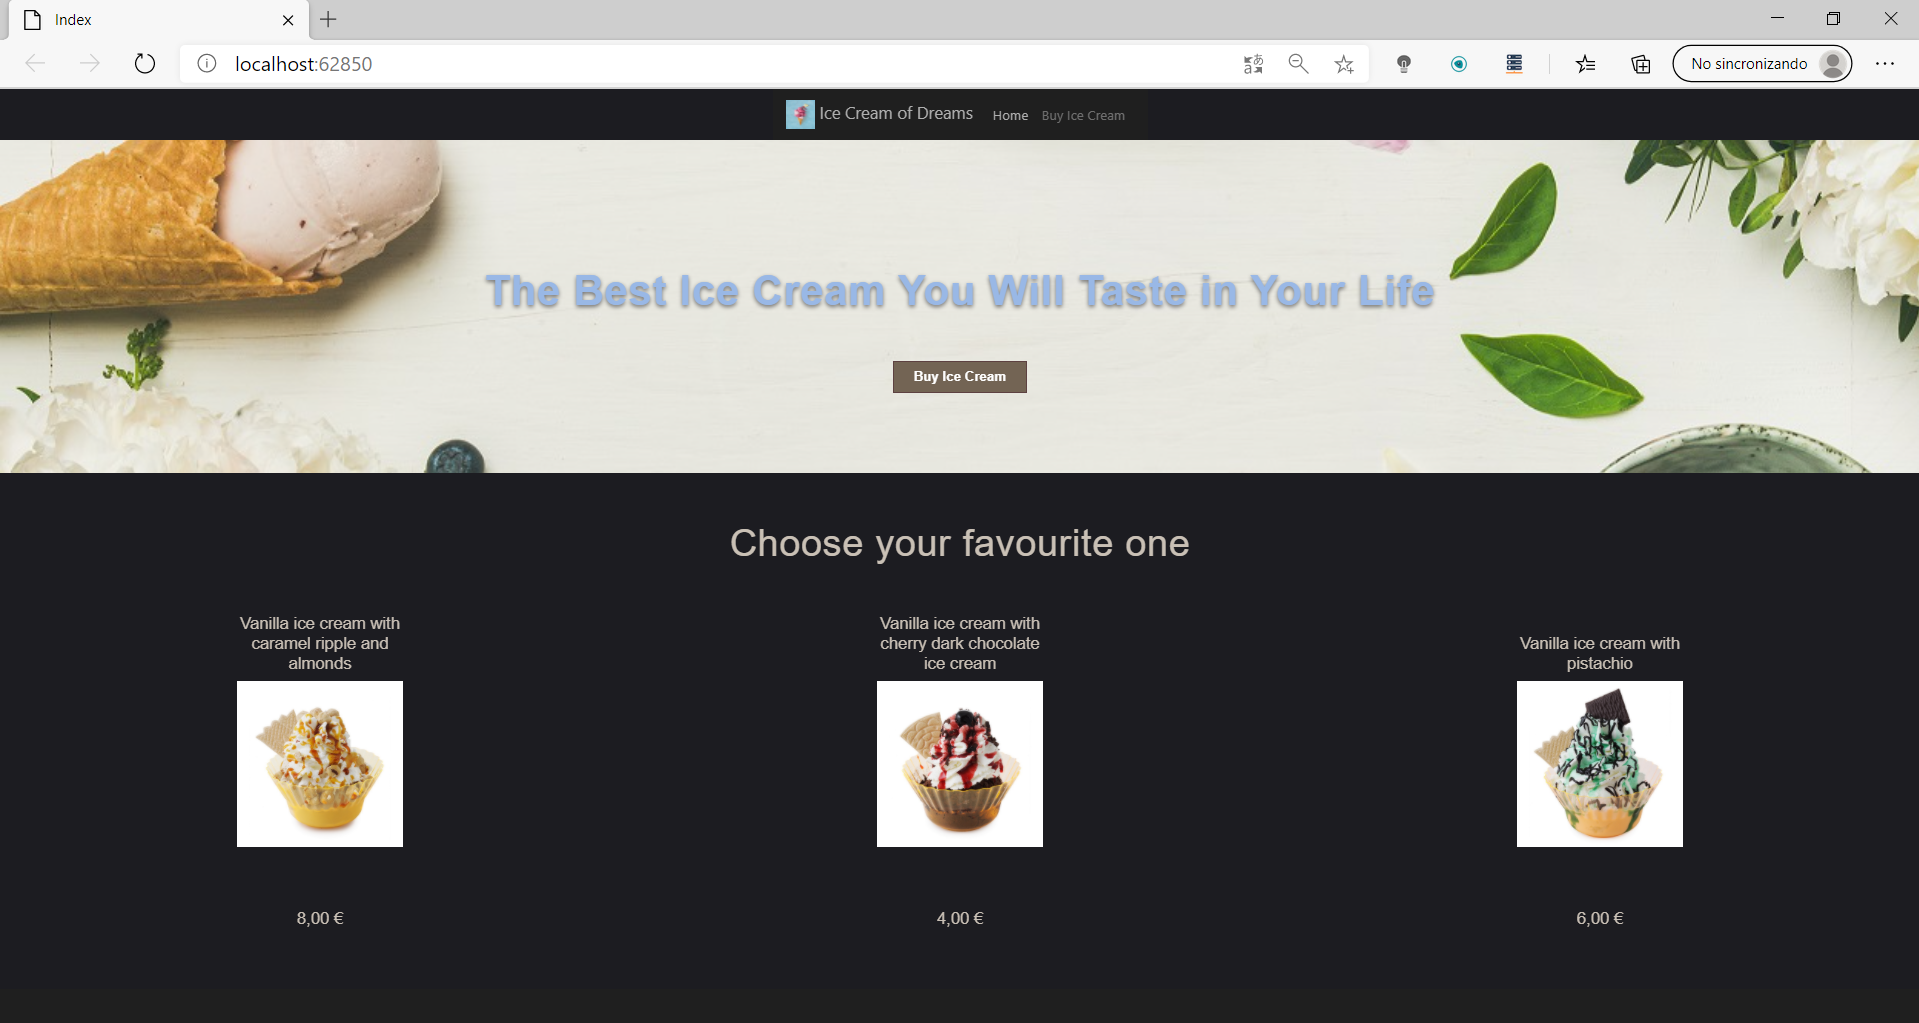 Index
localhost:62850
No sincronizando
Ice Cream of Dreams Home Buy Ice Cream
The Best Ice Cream You Will Taste in Your Life
Buy Ice Cream
Choose your favourite one
Vanilla ice cream with
caramel ripple and
almonds
8,00 €
Vanilla ice cream with
cherry dark chocolate
ice cream
4,00 €
Vanilla ice cream with
pistachio
6,00 €